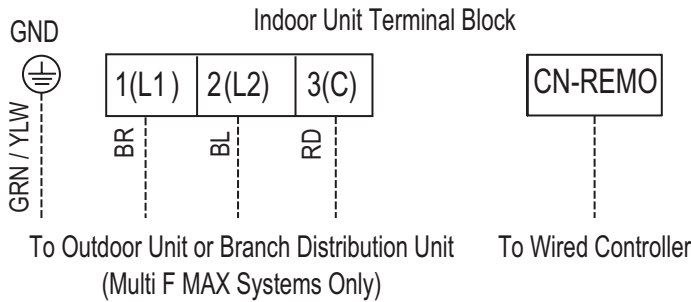 Indoor Unit Terminal Block
GND
1(L1)
2(L2)
3(C)
CN-REMO
GRN / YLW
BR
BL
RD
To Outdoor Unit or Branch Distribution Unit
(Multi F MAX Systems Only)
To Wired Controller